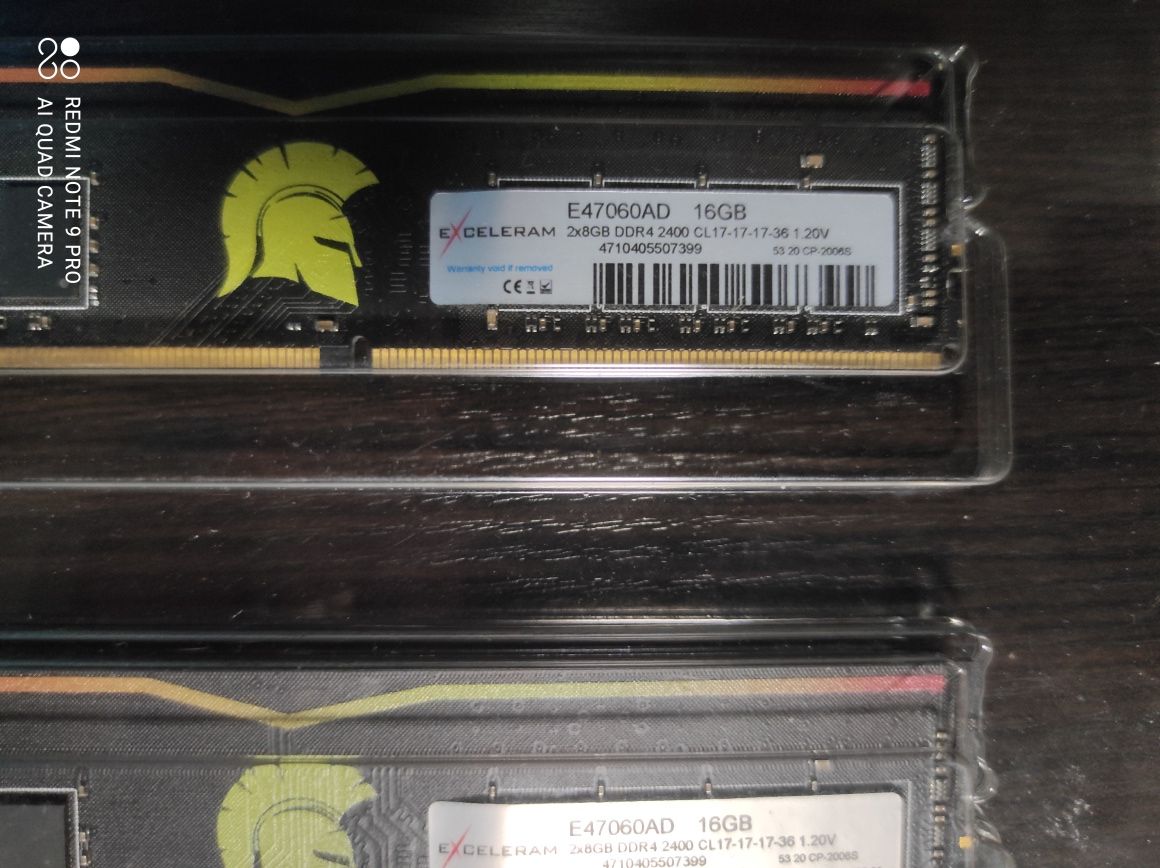 REDMI NOTE 9 PRO
AI QUAD CAMERA
E47060AD 16GB
EXCELERAM 2x8GB DDR4 2400 CL17-17-17-36 1.20V
4710405507399 53 20 CP-2006S
Warranty void if removed
CE
E47060AD 16GB
EXCELERAM 2x8GB DDR4 2400 CL17-17-17-36 1.20V
4710405507399 53 20 CP-2006S